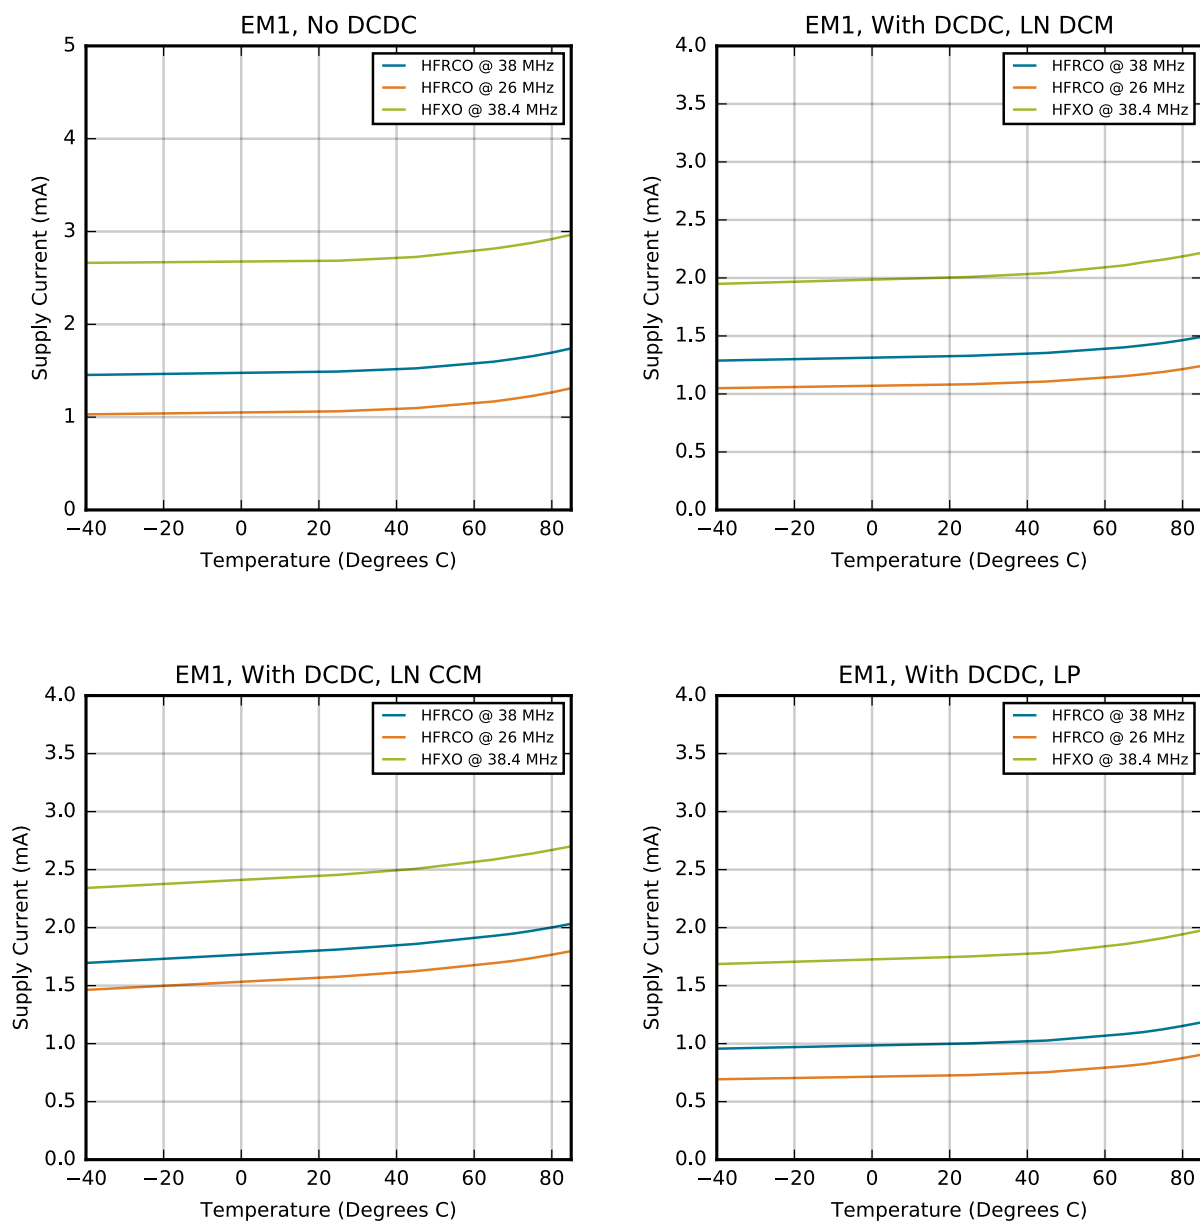 EM1, No DCDC
5
4
3
2
1
0
Supply Current (mA)
HFRCO @ 38 MHz
HFRCO @ 26 MHz
HFXO @ 38.4 MHz
−40 −20 0 20 40 60 80
Temperature (Degrees C)
EM1, With DCDC, LN DCM
4.0
3.5
3.0
2.5
2.0
1.5
1.0
0.5
0.0
Supply Current (mA)
HFRCO @ 38 MHz
HFRCO @ 26 MHz
HFXO @ 38.4 MHz
−40 −20 0 20 40 60 80
Temperature (Degrees C)
EM1, With DCDC, LN CCM
4.0
3.5
3.0
2.5
2.0
1.5
1.0
0.5
0.0
Supply Current (mA)
HFRCO @ 38 MHz
HFRCO @ 26 MHz
HFXO @ 38.4 MHz
−40 −20 0 20 40 60 80
Temperature (Degrees C)
EM1, With DCDC, LP
4.0
3.5
3.0
2.5
2.0
1.5
1.0
0.5
0.0
Supply Current (mA)
HFRCO @ 38 MHz
HFRCO @ 26 MHz
HFXO @ 38.4 MHz
−40 −20 0 20 40 60 80
Temperature (Degrees C)